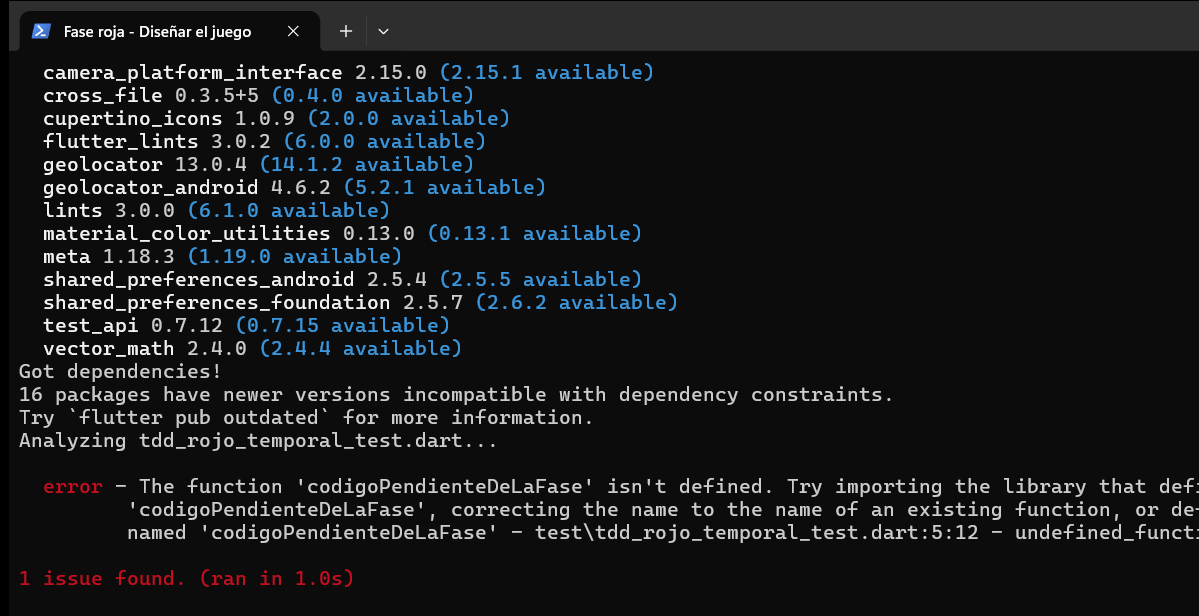 Fase roja - Diseñar el juego
camera_platform_interface 2.15.0 (2.15.1 available)
cross_file 0.3.5+5 (0.4.0 available)
cupertino_icons 1.0.9 (2.0.0 available)
flutter_lints 3.0.2 (6.0.0 available)
geolocator 13.0.4 (14.1.2 available)
geolocator_android 4.6.2 (5.2.1 available)
lints 3.0.0 (6.1.0 available)
material_color_utilities 0.13.0 (0.13.1 available)
meta 1.18.3 (1.19.0 available)
shared_preferences_android 2.5.4 (2.5.5 available)
shared_preferences_foundation 2.5.7 (2.6.2 available)
test_api 0.7.12 (0.7.15 available)
vector_math 2.4.0 (2.4.4 available)
Got dependencies!
16 packages have newer versions incompatible with dependency constraints.
Try `flutter pub outdated` for more information.
Analyzing tdd_rojo_temporal_test.dart...
error - The function 'codigoPendienteDeLaFase' isn't defined. Try importing the library that defi
'codigoPendienteDeLaFase', correcting the name to the name of an existing function, or de
named 'codigoPendienteDeLaFase' - test\tdd_rojo_temporal_test.dart:5:12 - undefined_functi
1 issue found. (ran in 1.0s)